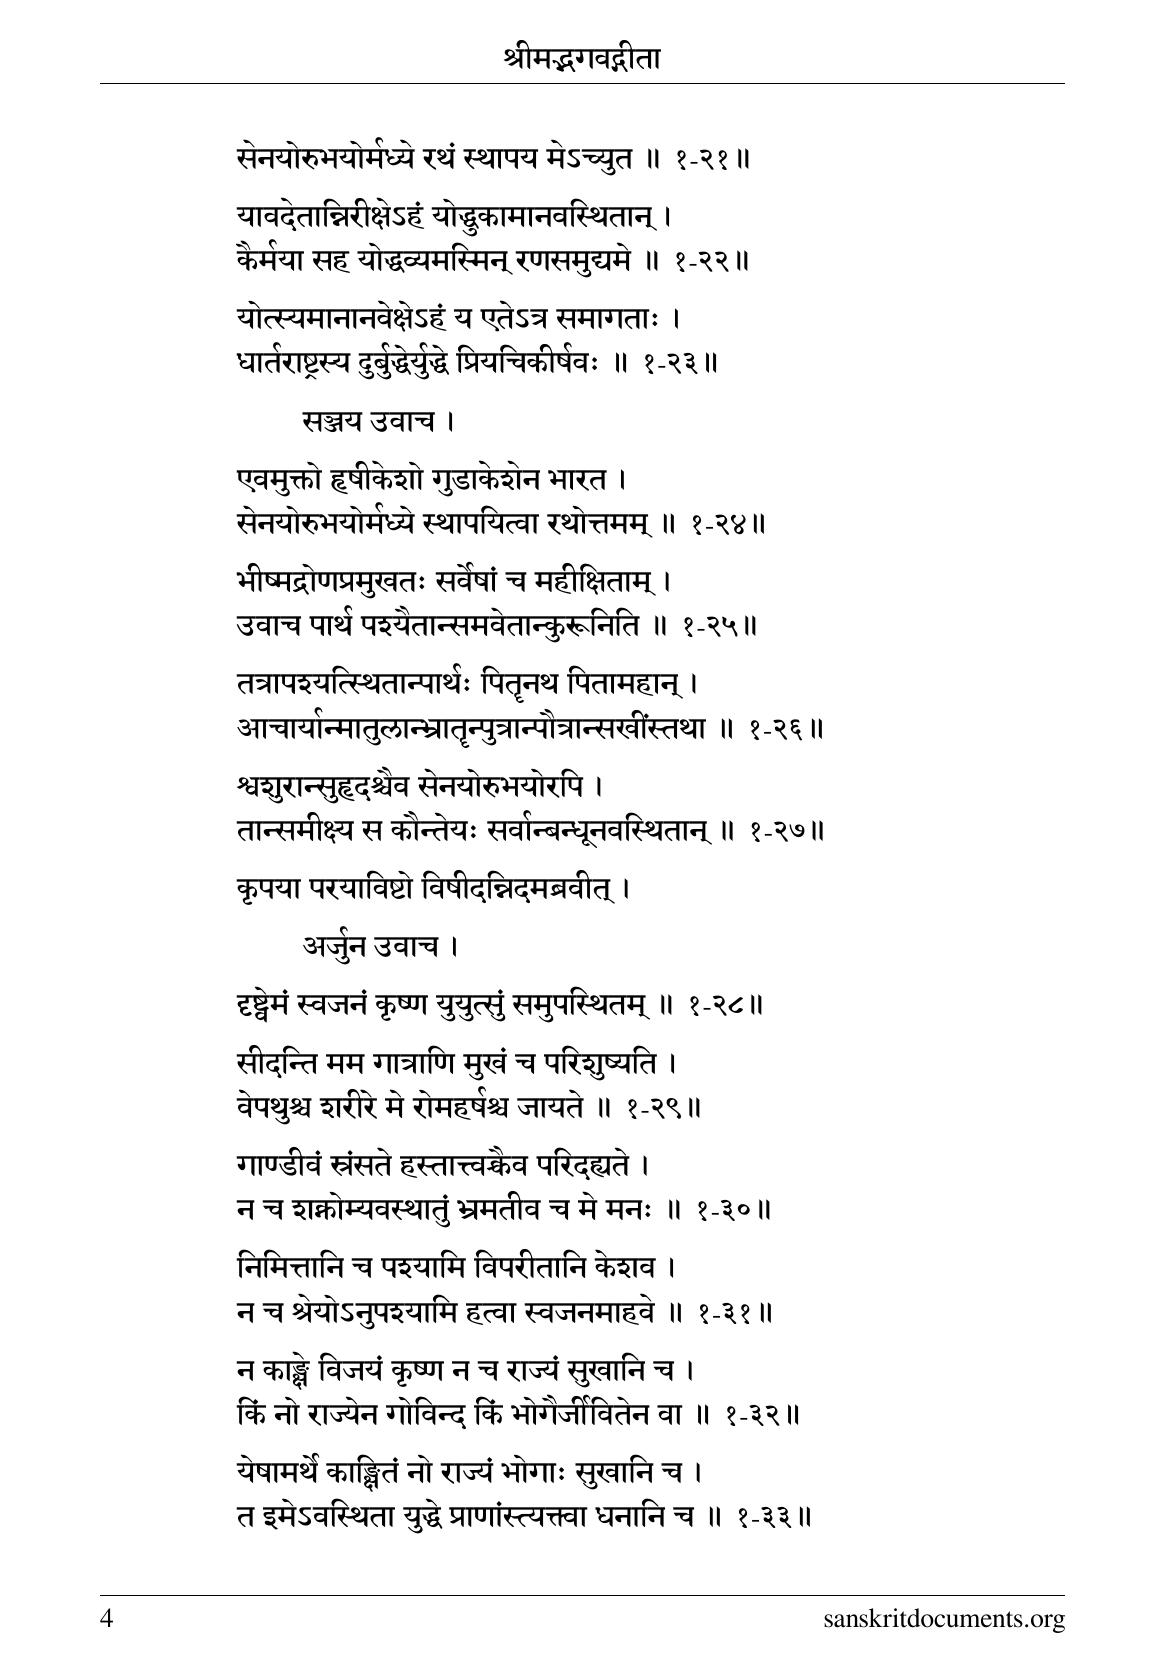 श्रीमद्भगवद्गीता
सेनयोरुभयोर्मध्ये रथं स्थापय मेऽच्युत ॥ १-२१॥
यावदेतान्निरीक्षेऽहं योद्धुकामानवस्थितान् ।
कैर्मया सह योद्धव्यमस्मिन् रणसमुद्यमे ॥ १-२२॥
योत्स्यमानानवेक्षेऽहं य एतेऽत्र समागताः ।
धार्तराष्ट्रस्य दुर्बुद्धेर्युद्धे प्रियचिकीर्षवः ॥ १-२३॥
सञ्जय उवाच ।
एवमुक्तो हृषीकेशो गुडाकेशेन भारत ।
सेनयोरुभयोर्मध्ये स्थापयित्वा रथोत्तमम् ॥ १-२४॥
भीष्मद्रोणप्रमुखतः सर्वेषां च महीक्षिताम् ।
उवाच पार्थ पश्यैतान्समवेतान्कुरूनिति ॥ १-२५॥
तत्रापश्यत्स्थितान्पार्थः पितॄनथ पितामहान् ।
आचार्यान्मातुलान्भ्रातॄन्पुत्रान्पौत्रान्सखींस्तथा ॥ १-२६॥
श्वशुरान्सुहृदश्चैव सेनयोरुभयोरपि ।
तान्समीक्ष्य स कौन्तेयः सर्वान्बन्धूनवस्थितान् ॥ १-२७॥
कृपया परयाविष्टो विषीदन्निदमब्रवीत् ।
अर्जुन उवाच ।
दृष्ट्वेमं स्वजनं कृष्ण युयुत्सुं समुपस्थितम् ॥ १-२८॥
सीदन्ति मम गात्राणि मुखं च परिशुष्यति ।
वेपथुश्च शरीरे मे रोमहर्षश्च जायते ॥ १-२९॥
गाण्डीवं स्रंसते हस्तात्त्वक्चैव परिदह्यते ।
न च शक्नोम्यवस्थातुं भ्रमतीव च मे मनः ॥ १-३०॥
निमित्तानि च पश्यामि विपरीतानि केशव ।
न च श्रेयोऽनुपश्यामि हत्वा स्वजनमाहवे ॥ १-३१॥
न काङ्क्षे विजयं कृष्ण न च राज्यं सुखानि च ।
किं नो राज्येन गोविन्द किं भोगैर्जीवितेन वा ॥ १-३२॥
येषामर्थे काङ्क्षितं नो राज्यं भोगाः सुखानि च ।
त इमेऽवस्थिता युद्धे प्राणांस्त्यक्त्वा धनानि च ॥ १-३३॥
4
sanskritdocuments.org